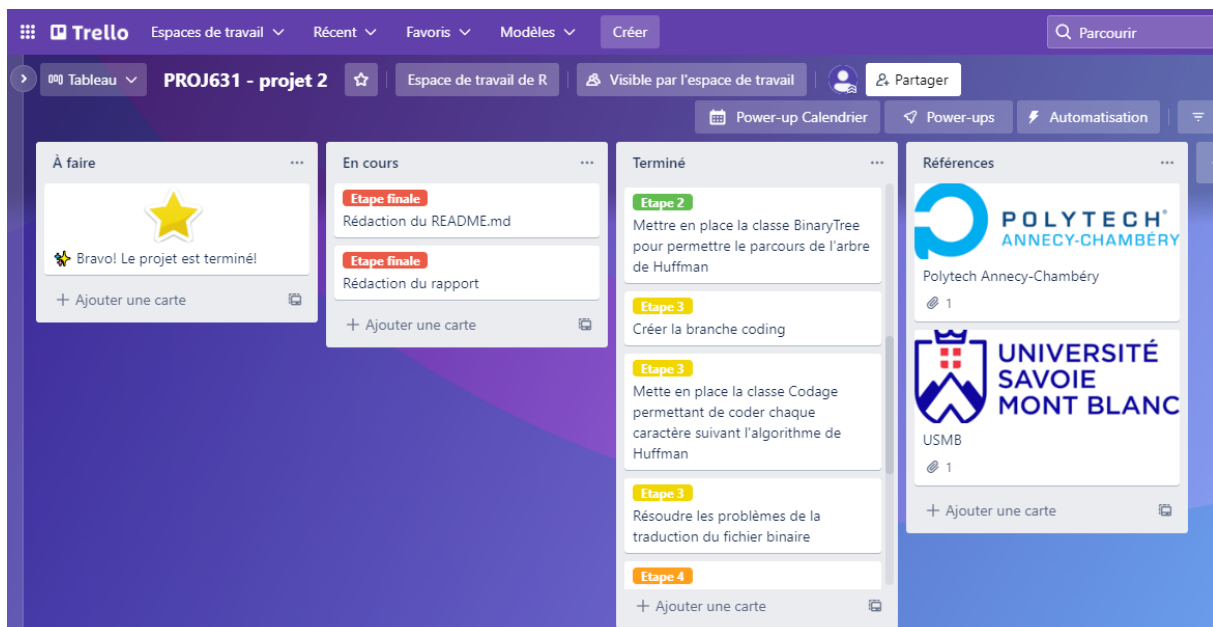 Trello
Espaces de travail
Récent
Favoris
Modèles
Créer
Parcourir
Tableau
PROJ631 - projet 2
Espace de travail de R
Visible par l'espace de travail
Partager
Power-up Calendrier
Power-ups
Automatisation
À faire
Bravo! Le projet est terminé!
+ Ajouter une carte
En cours
Etape finale
Rédaction du README.md
Etape finale
Rédaction du rapport
+ Ajouter une carte
Terminé
Etape 2
Mettre en place la classe BinaryTree
pour permettre le parcours de l'arbre
de Huffman
Etape 3
Créer la branche coding
Etape 3
Mette en place la classe Codage
permettant de coder chaque
caractère suivant l'algorithme de
Huffman
Etape 3
Résoudre les problèmes de la
traduction du fichier binaire
Etape 4
+ Ajouter une carte
Références
POLYTECH®
ANNECY-CHAMBÉRY
Polytech Annecy-Chambéry
1
UNIVERSITÉ
SAVOIE
MONT BLANC
USMB
1
+ Ajouter une carte